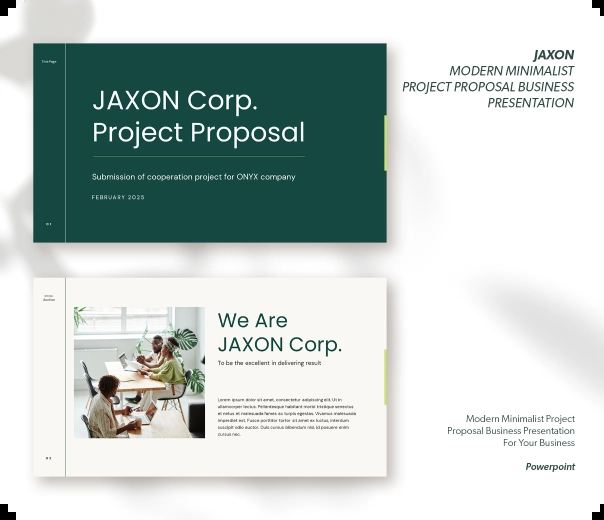 Title Page
JAXON Corp.
Project Proposal
Submission of cooperation project for ONYX company
FEBRUARY 2025
01
JAXON
MODERN MINIMALIST
PROJECT PROPOSAL BUSINESS
PRESENTATION
We Are
JAXON Corp.
To be the excellent in delivering result
Lorem ipsum dolor sit amet, consectetur adipiscing elit. Ut in
ullamcorper lectus. Pellentesque habitant morbi tristique senectus
et netus et malesuada fames ac turpis egestas. Vivamus malesuada
imperdiet est. Fusce porttitor tortor sit amet ex luctus interdum
suscipit odio auctor. Duis cursus bibendum nisl, id posuere enim
cursus nec.
02
Modern Minimalist Project
Proposal Business Presentation
For Your Business
Powerpoint